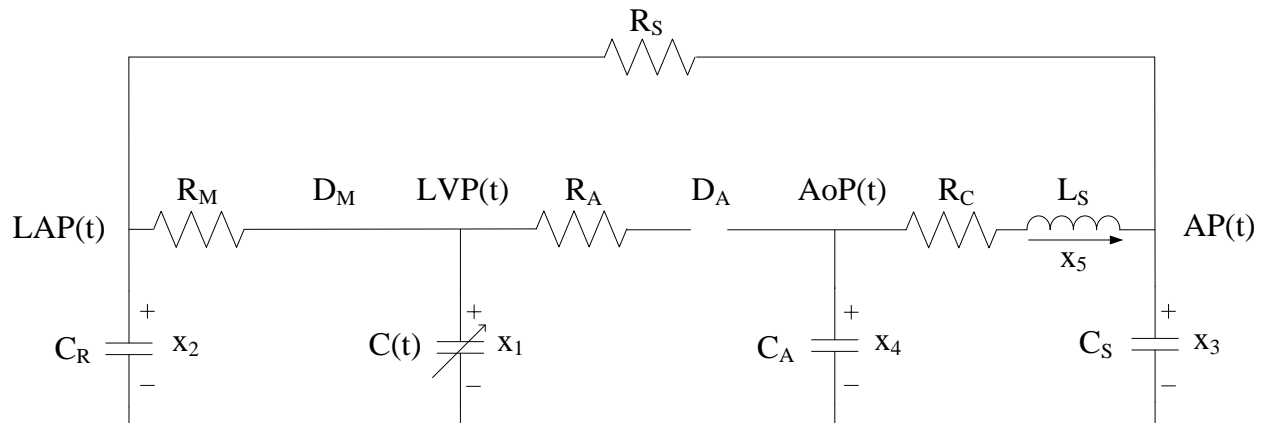 R_S
R_M D_M LVP(t) R_A D_A AoP(t) R_C L_S
LAP(t) AP(t)
x_5
+ + + +
C_R x_2 C(t) x_1 C_A x_4 C_S x_3
− − − −